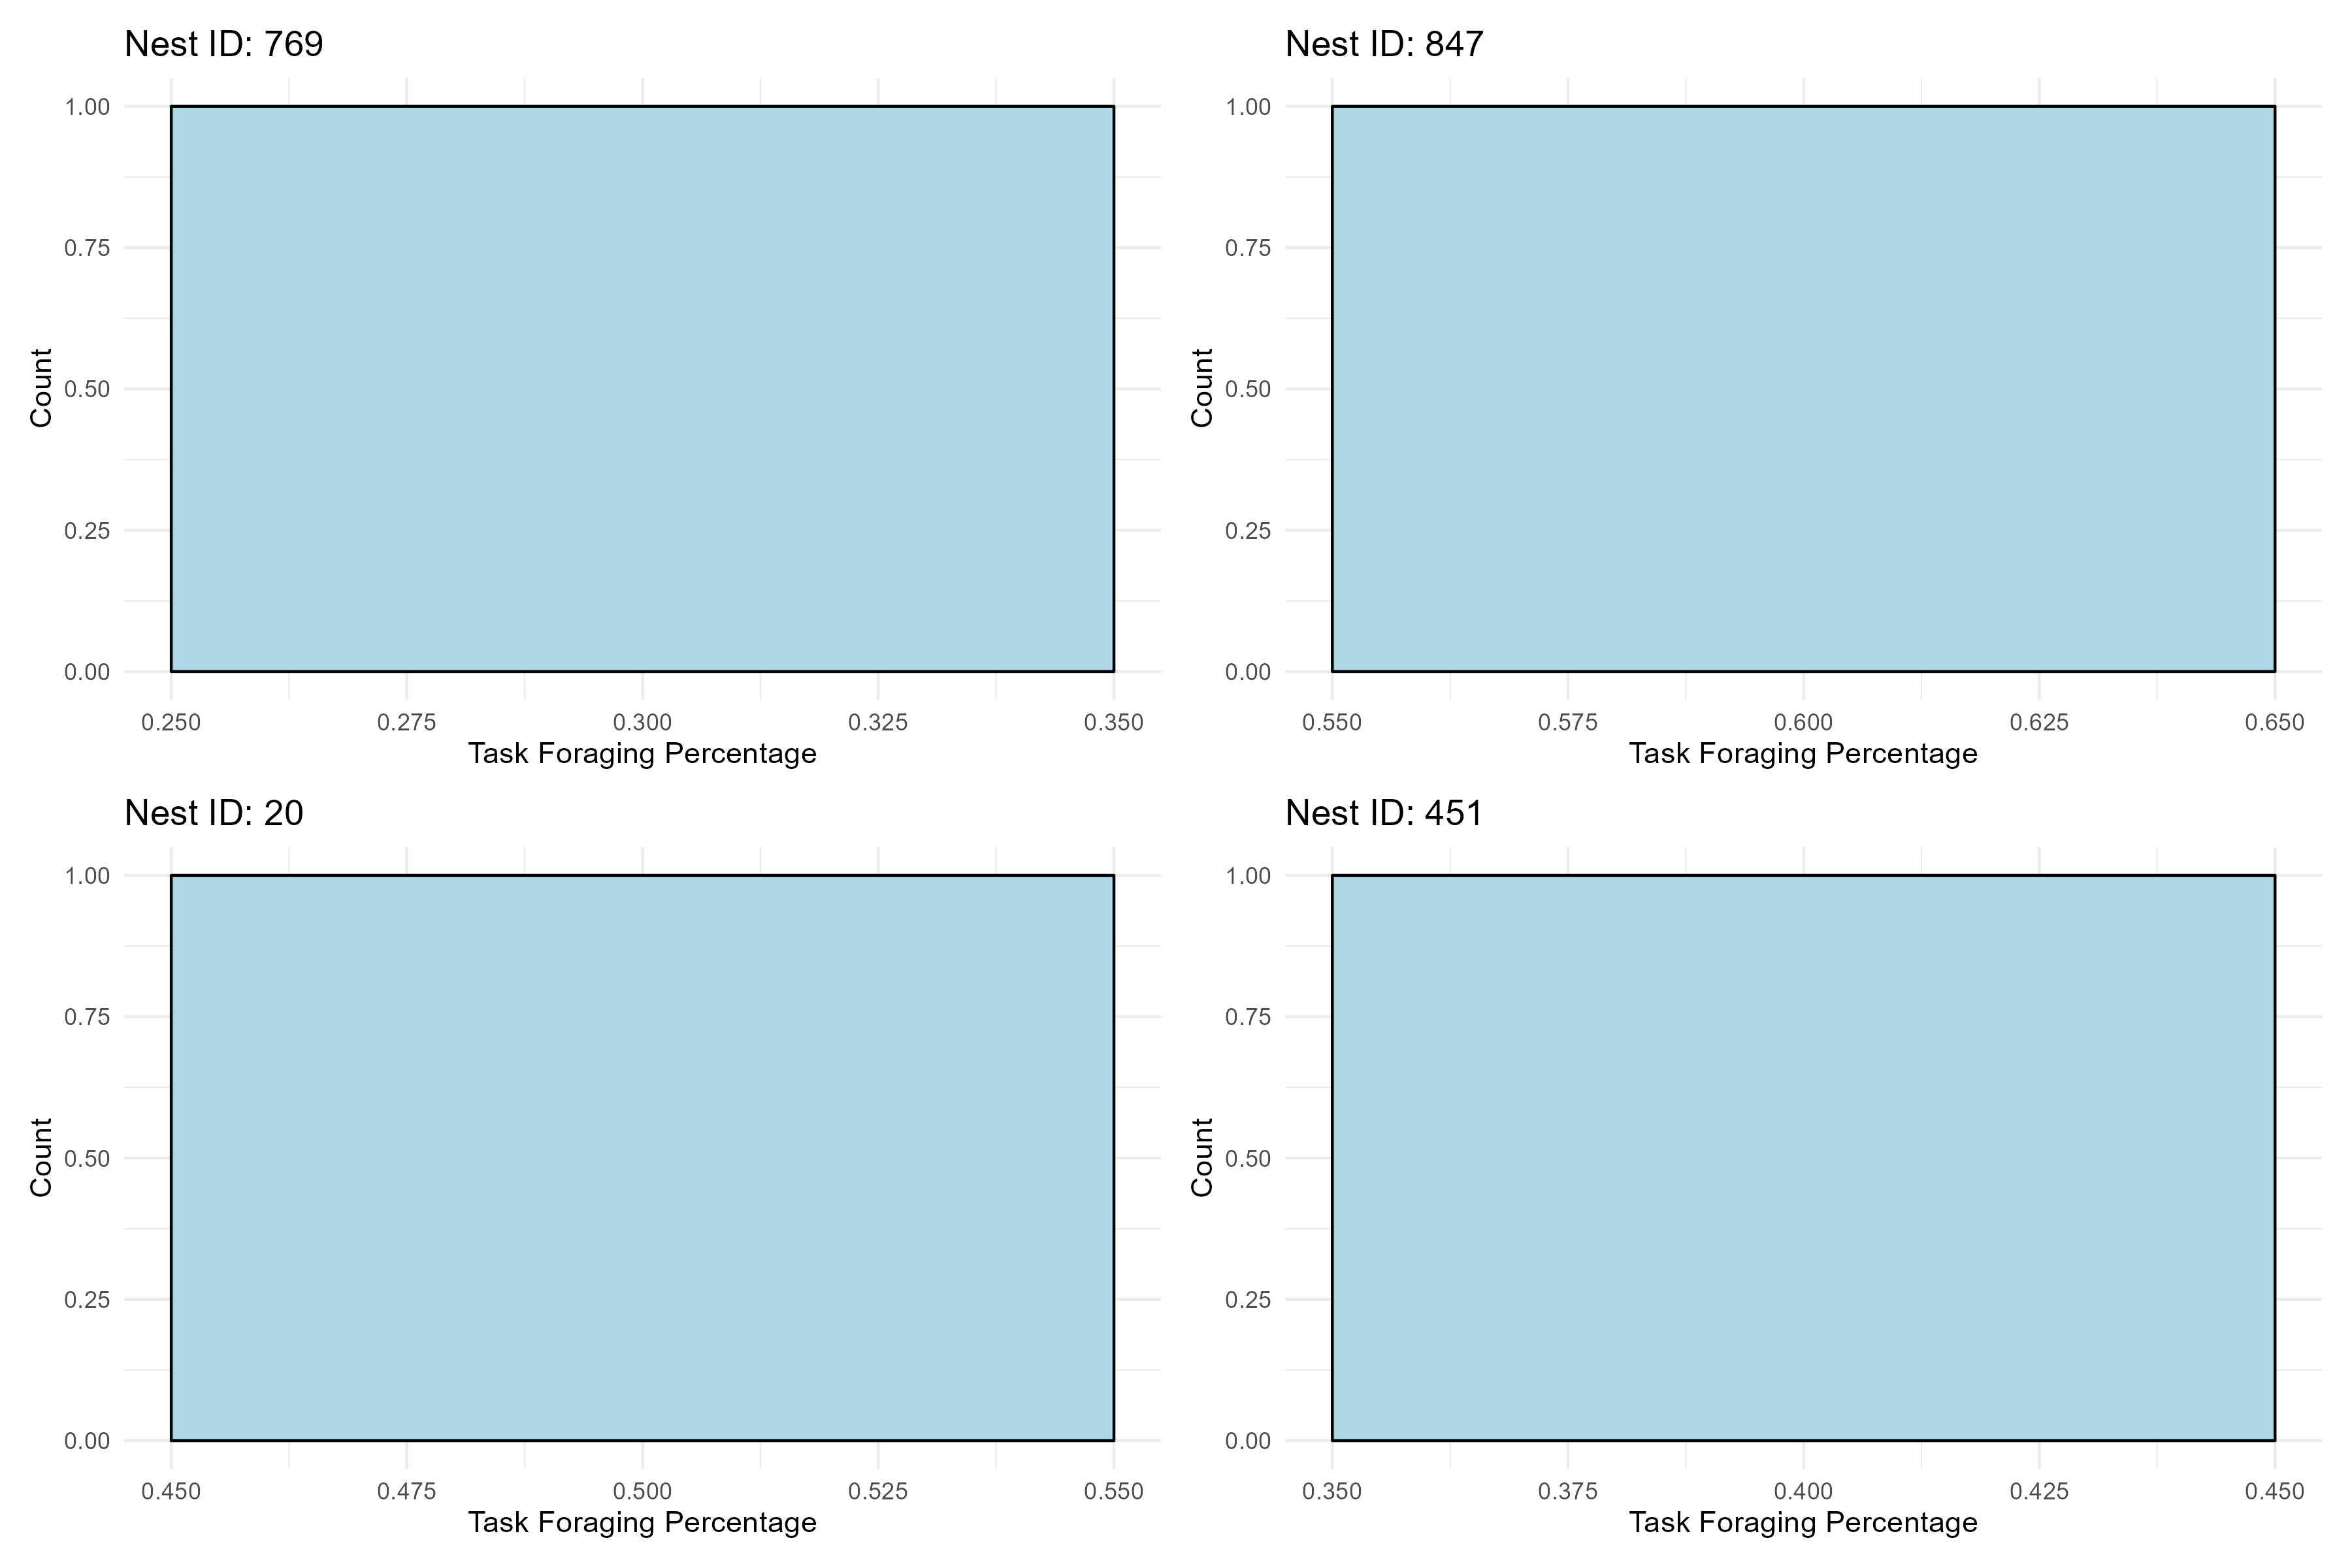 Nest ID: 769
1.00
0.75
0.50
0.25
0.00
Count
0.250 0.275 0.300 0.325 0.350
Task Foraging Percentage
Nest ID: 847
1.00
0.75
0.50
0.25
0.00
Count
0.550 0.575 0.600 0.625 0.650
Task Foraging Percentage
Nest ID: 20
1.00
0.75
0.50
0.25
0.00
Count
0.450 0.475 0.500 0.525 0.550
Task Foraging Percentage
Nest ID: 451
1.00
0.75
0.50
0.25
0.00
Count
0.350 0.375 0.400 0.425 0.450
Task Foraging Percentage